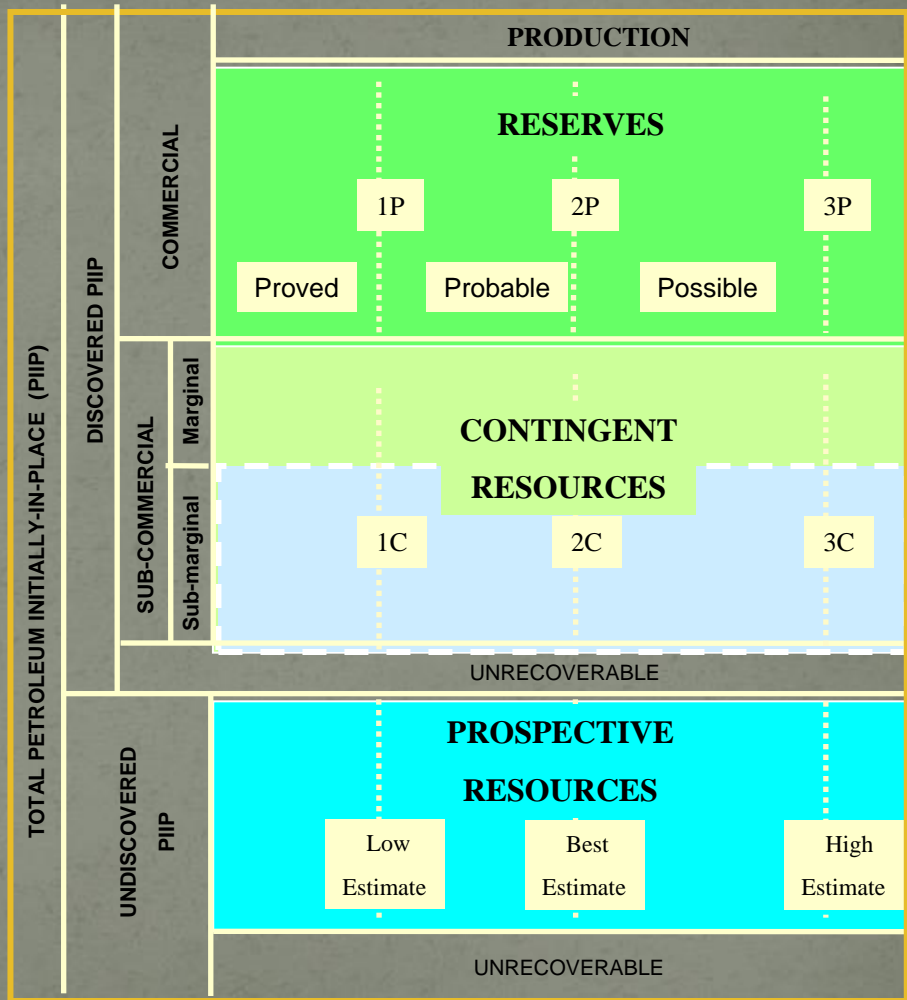 PRODUCTION
RESERVES
1P
2P
3P
Proved
Probable
Possible
CONTINGENT
RESOURCES
1C
2C
3C
UNRECOVERABLE
PROSPECTIVE
RESOURCES
Low
Estimate
Best
Estimate
High
Estimate
UNRECOVERABLE
TOTAL PETROLEUM INITIALLY-IN-PLACE (PIIP)
DISCOVERED PIIP
COMMERCIAL
SUB-COMMERCIAL
Marginal
Sub-marginal
UNDISCOVERED
PIIP